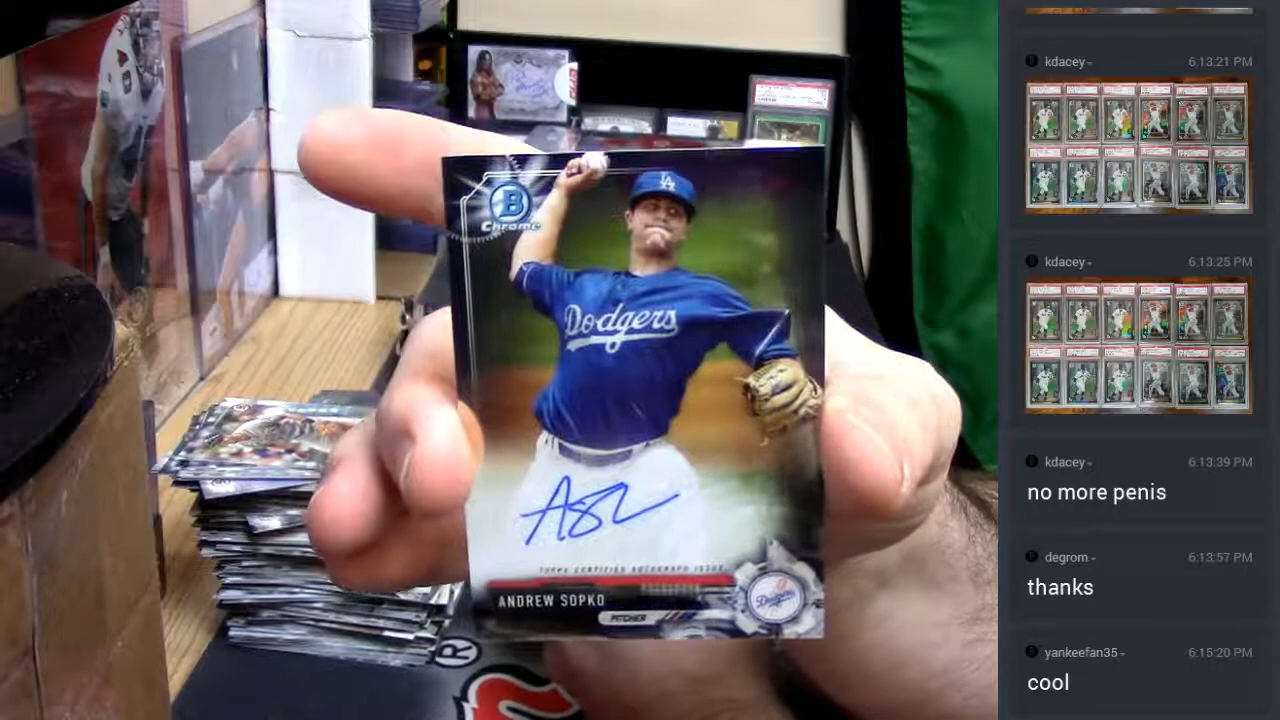 B
Chrome
LA
Dodgers
TOPPS CERTIFIED AUTOGRAPH ISSUE
ANDREW SOPKO
PITCHER
Dodgers
R
kdacey
6:13:21 PM
kdacey
6:13:25 PM
kdacey
6:13:39 PM
no more penis
degrom
6:13:57 PM
thanks
yankeefan35
6:15:20 PM
cool